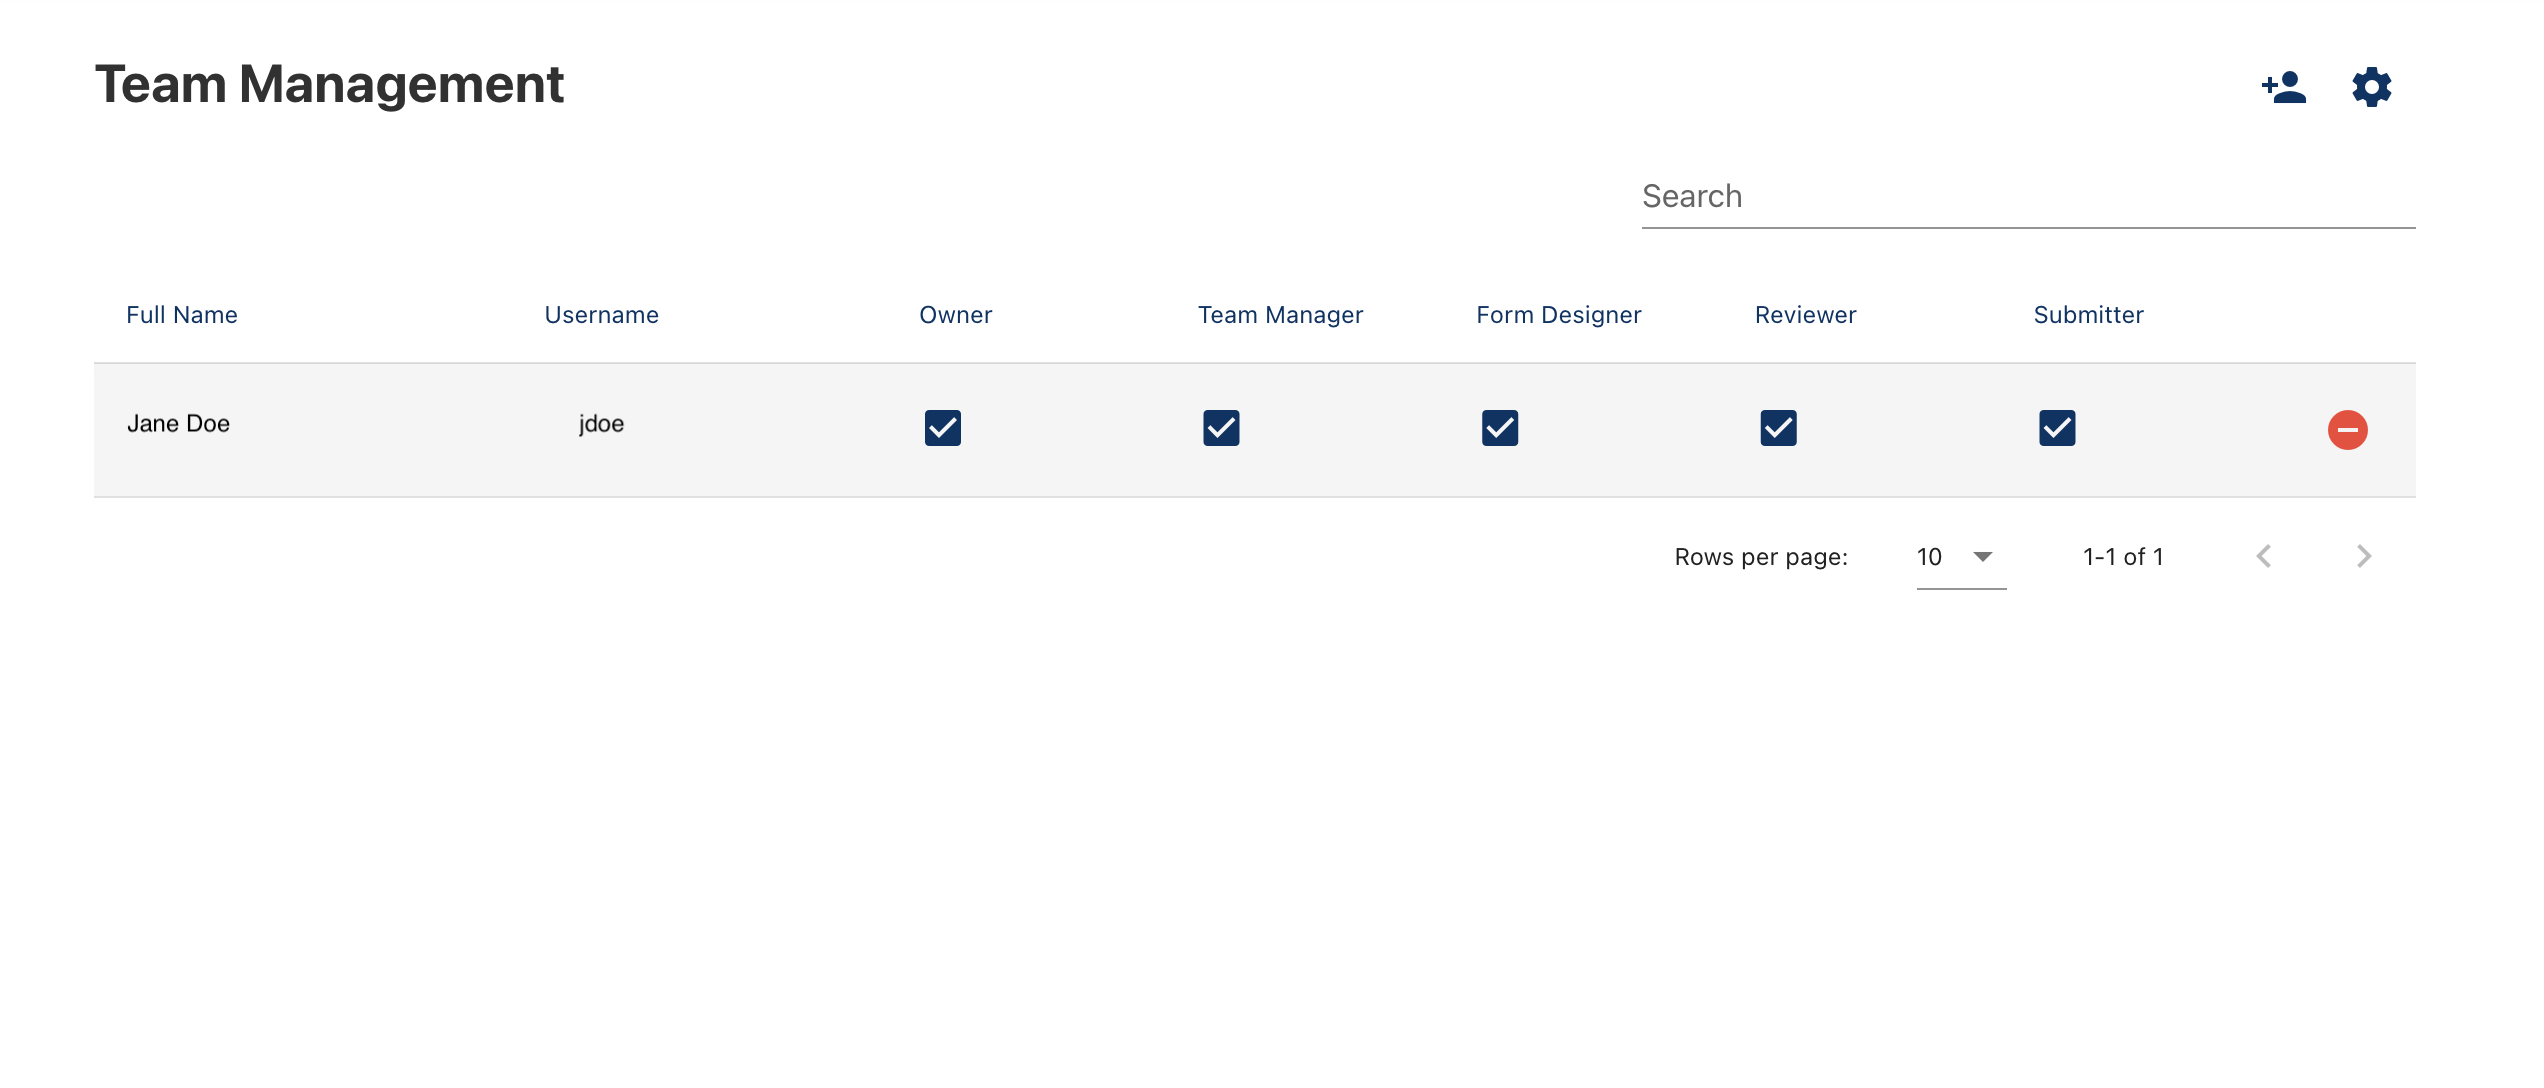 Team Management
Search
Full Name Username Owner Team Manager Form Designer Reviewer Submitter
Jane Doe jdoe
Rows per page: 10 1-1 of 1